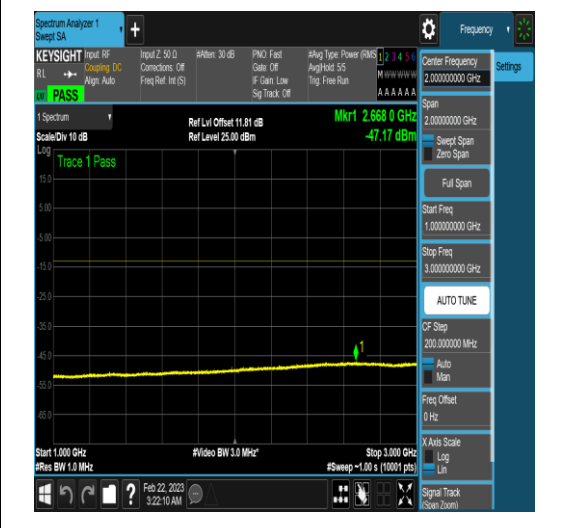 Spectrum Analyzer 1
Swept SA
+
Frequency
KEYSIGHT
RL
Input: RF
Coupling: DC
Align: Auto
Input Z: 50 Ω
Corrections: Off
Freq Ref: Int (S)
#Atten: 30 dB
PNO: Fast
Gate: Off
IF Gain: Low
Sig Track: Off
#Avg Type: Power (RMS
Avg|Hold: 5/5
Trig: Free Run
1 2 3 4 5 6
M W W W W W
A A A A A A
PASS
1 Spectrum
Scale/Div 10 dB
Ref Lvl Offset 11.81 dB
Ref Level 25.00 dBm
Mkr1 2.668 0 GHz
-47.17 dBm
Log
Trace 1 Pass
15.0
5.00
-5.00
-15.0
-25.0
-35.0
-45.0
-55.0
-65.0
1
Start 1.000 GHz
#Res BW 1.0 MHz
#Video BW 3.0 MHz*
Stop 3.000 GHz
#Sweep ~1.00 s (10001 pts)
Feb 22, 2023
3:22:10 AM
?
Center Frequency
2.000000000 GHz
Settings
Span
2.00000000 GHz
Swept Span
Zero Span
Full Span
Start Freq
1.000000000 GHz
Stop Freq
3.000000000 GHz
AUTO TUNE
CF Step
200.000000 MHz
Auto
Man
Freq Offset
0 Hz
X Axis Scale
Log
Lin
Signal Track
(Span Zoom)